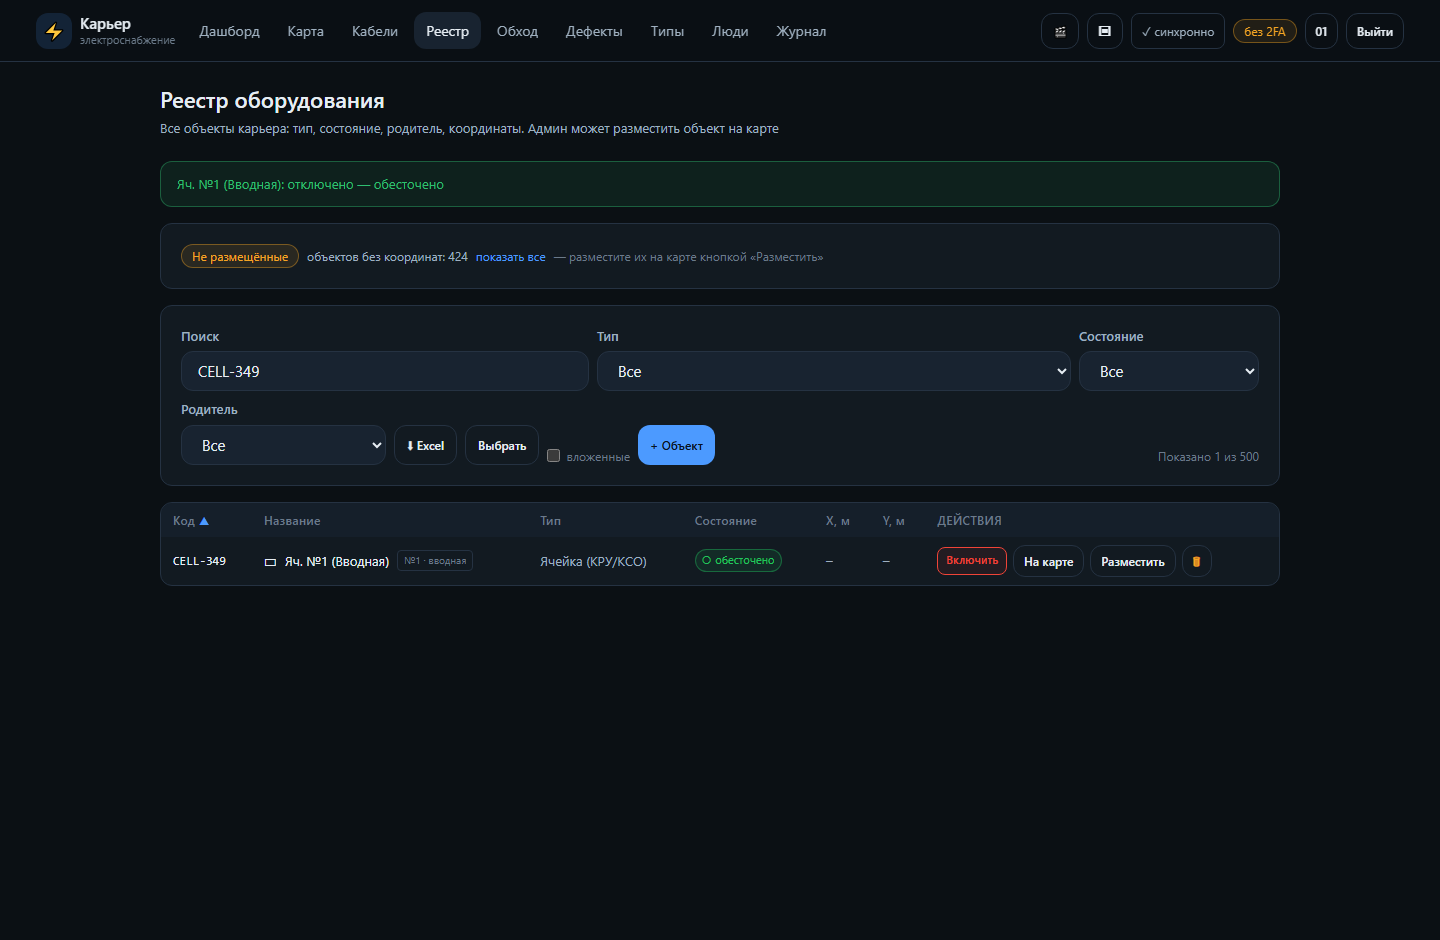 Карьер
электроснабжение
Дашборд Карта Кабели Реестр Обход Дефекты Типы Люди Журнал
✓ синхронно без 2FA 01 Выйти
Реестр оборудования
Все объекты карьера: тип, состояние, родитель, координаты. Админ может разместить объект на карте
Яч. №1 (Вводная): отключено — обесточено
Не размещённые объектов без координат: 424 показать все — разместите их на карте кнопкой «Разместить»
Поиск Тип Состояние
CELL-349 Все Все
Родитель
Все ⬇ Excel Выбрать вложенные + Объект Показано 1 из 500
Код ▲ Название Тип Состояние X, м Y, м ДЕЙСТВИЯ
CELL-349 Яч. №1 (Вводная) №1 · вводная Ячейка (КРУ/КСО) обесточено – – Включить На карте Разместить